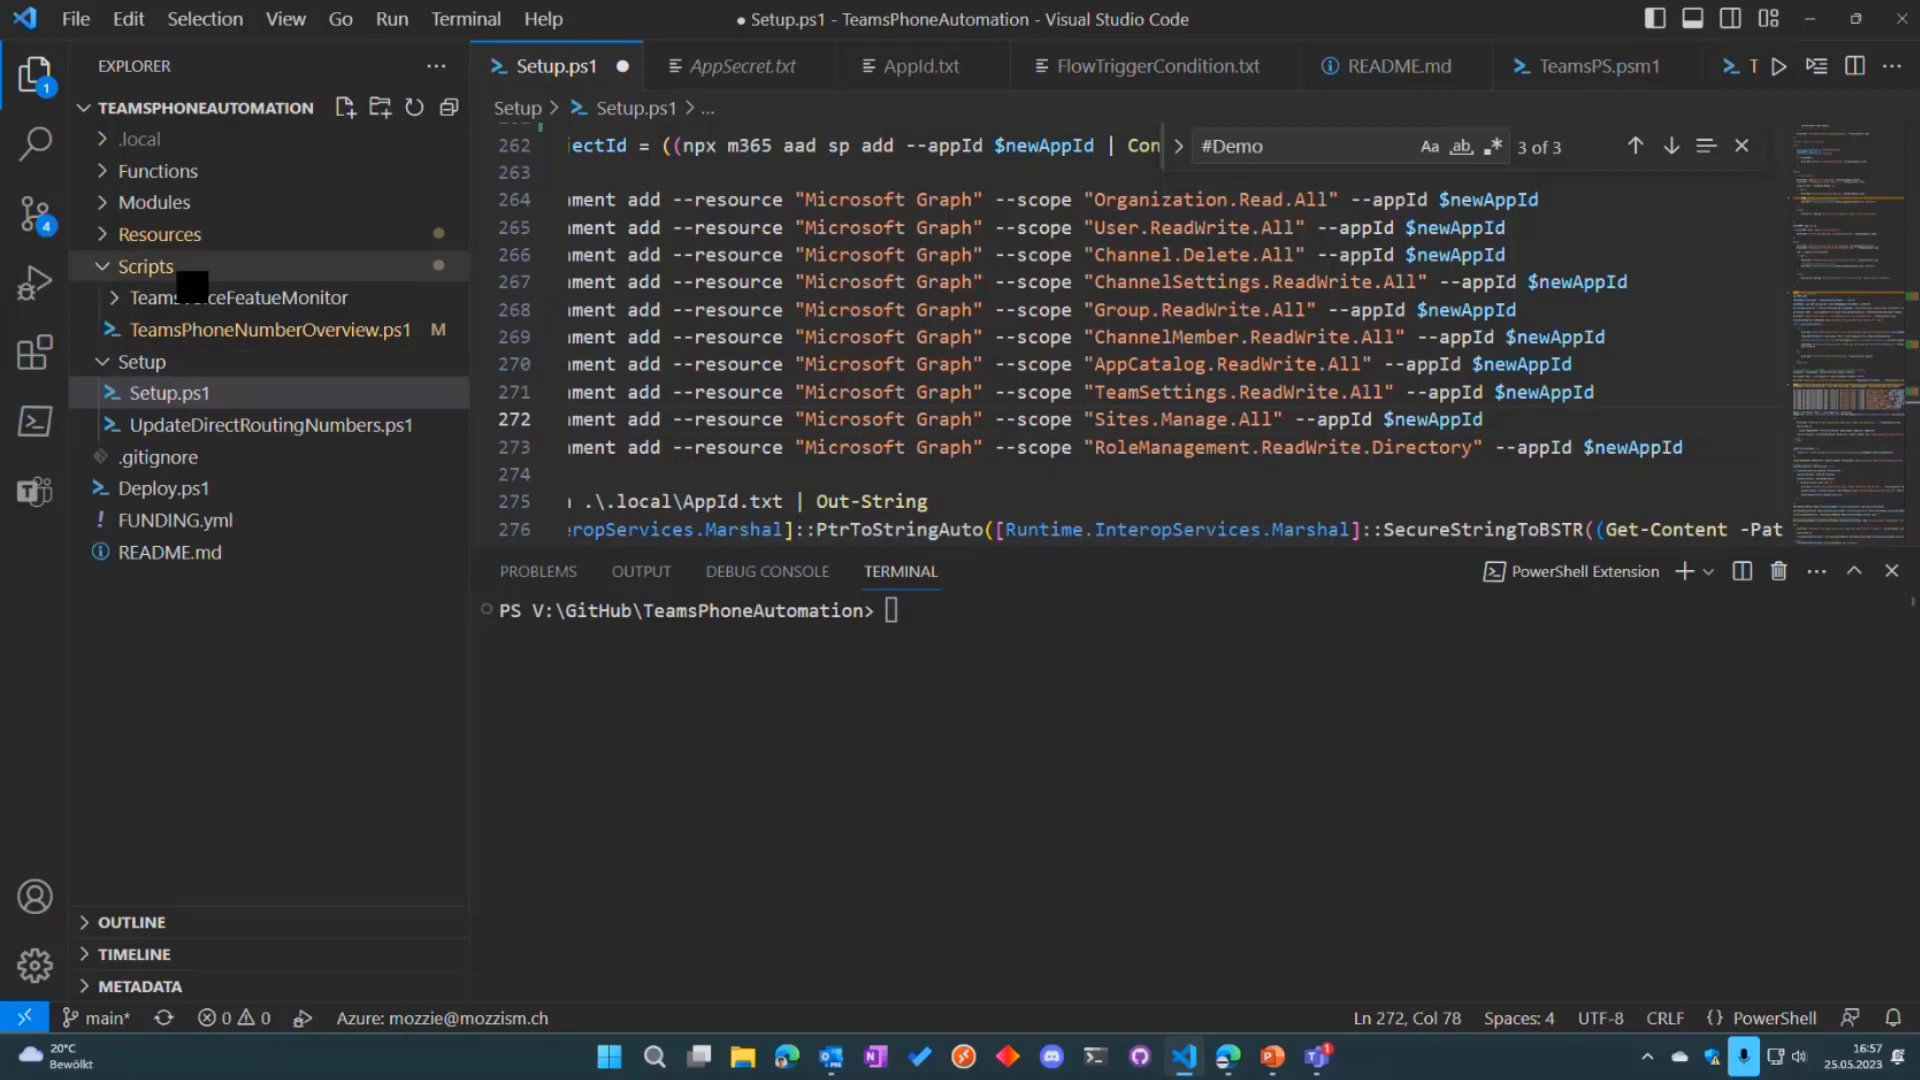 File Edit Selection View Go Run Terminal Help
● Setup.ps1 - TeamsPhoneAutomation - Visual Studio Code
EXPLORER
TEAMSPHONEAUTOMATION
.local
Functions
Modules
Resources
Scripts
TeamsVoiceFeatueMonitor
TeamsPhoneNumberOverview.ps1 M
Setup
Setup.ps1
UpdateDirectRoutingNumbers.ps1
.gitignore
Deploy.ps1
FUNDING.yml
README.md
OUTLINE
TIMELINE
METADATA
1
4
Setup.ps1 AppSecret.txt AppId.txt FlowTriggerCondition.txt README.md TeamsPS.psm1 T
Setup > Setup.ps1 > ...
#Demo Aa ab 3 of 3
262 ectId = ((npx m365 aad sp add --appId $newAppId | Con
263
264 ment add --resource "Microsoft Graph" --scope "Organization.Read.All" --appId $newAppId
265 ment add --resource "Microsoft Graph" --scope "User.ReadWrite.All" --appId $newAppId
266 ment add --resource "Microsoft Graph" --scope "Channel.Delete.All" --appId $newAppId
267 ment add --resource "Microsoft Graph" --scope "ChannelSettings.ReadWrite.All" --appId $newAppId
268 ment add --resource "Microsoft Graph" --scope "Group.ReadWrite.All" --appId $newAppId
269 ment add --resource "Microsoft Graph" --scope "ChannelMember.ReadWrite.All" --appId $newAppId
270 ment add --resource "Microsoft Graph" --scope "AppCatalog.ReadWrite.All" --appId $newAppId
271 ment add --resource "Microsoft Graph" --scope "TeamSettings.ReadWrite.All" --appId $newAppId
272 ment add --resource "Microsoft Graph" --scope "Sites.Manage.All" --appId $newAppId
273 ment add --resource "Microsoft Graph" --scope "RoleManagement.ReadWrite.Directory" --appId $newAppId
274
275 .\.local\AppId.txt | Out-String
276 ropServices.Marshal]::PtrToStringAuto([Runtime.InteropServices.Marshal]::SecureStringToBSTR((Get-Content -Pat
PROBLEMS OUTPUT DEBUG CONSOLE TERMINAL PowerShell Extension
PS V:\GitHub\TeamsPhoneAutomation>
main* 0 0 Azure: mozzie@mozzism.ch Ln 272, Col 78 Spaces: 4 UTF-8 CRLF {} PowerShell
20°C
Bewölkt
16:57
25.05.2023